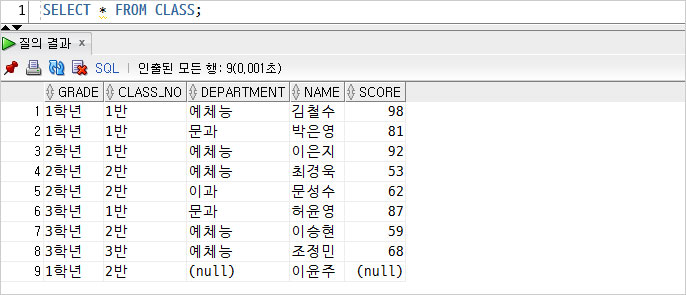 1 SELECT * FROM CLASS;
질의 결과 x
SQL | 인출된 모든 행: 9(0,001초)
GRADE CLASS_NO DEPARTMENT NAME SCORE
1 1학년 1반 예체능 김철수 98
2 1학년 1반 문과 박은영 81
3 2학년 1반 예체능 이은지 92
4 2학년 2반 예체능 최경욱 53
5 2학년 2반 이과 문성수 62
6 3학년 1반 문과 허윤영 87
7 3학년 2반 예체능 이승현 59
8 3학년 3반 예체능 조정민 68
9 1학년 2반 (null) 이윤주 (null)